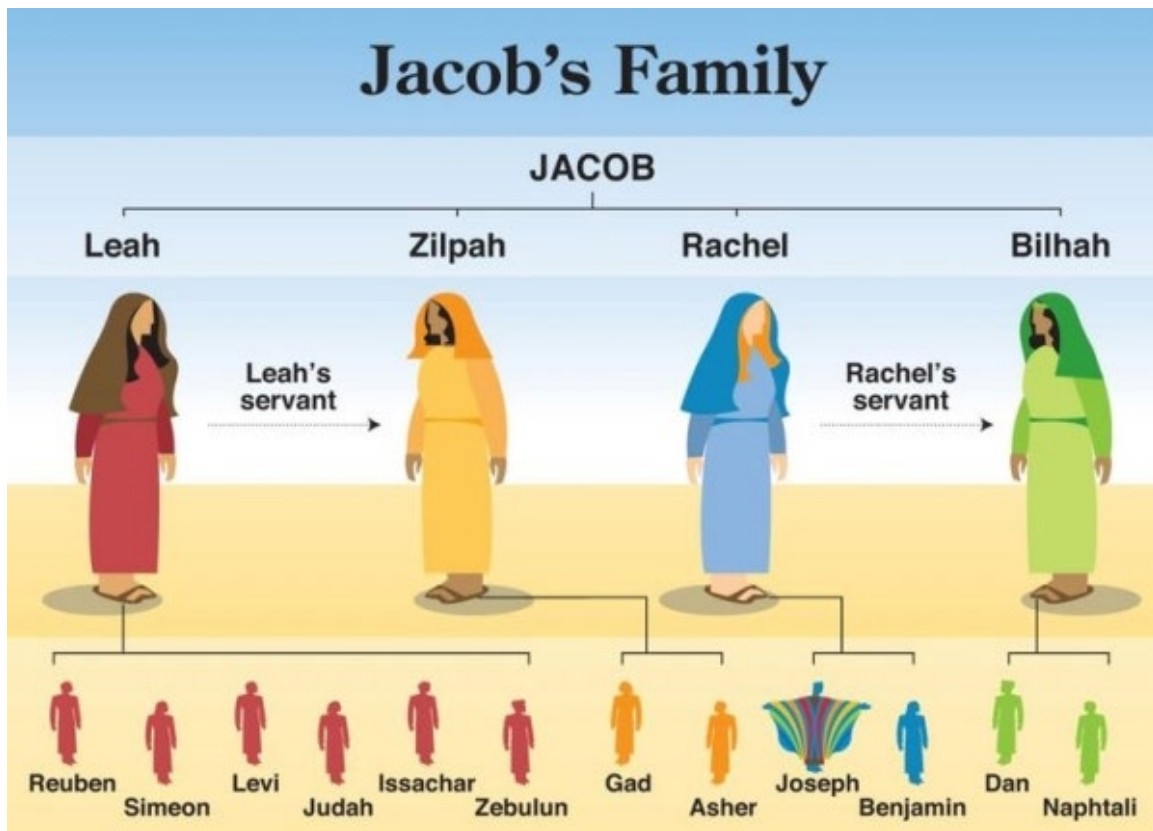 Jacob's Family
JACOB
Leah Zilpah Rachel Bilhah
Leah's
servant
Rachel's
servant
Reuben Levi Issachar Gad Joseph Dan
Simeon Judah Zebulun Asher Benjamin Naphtali